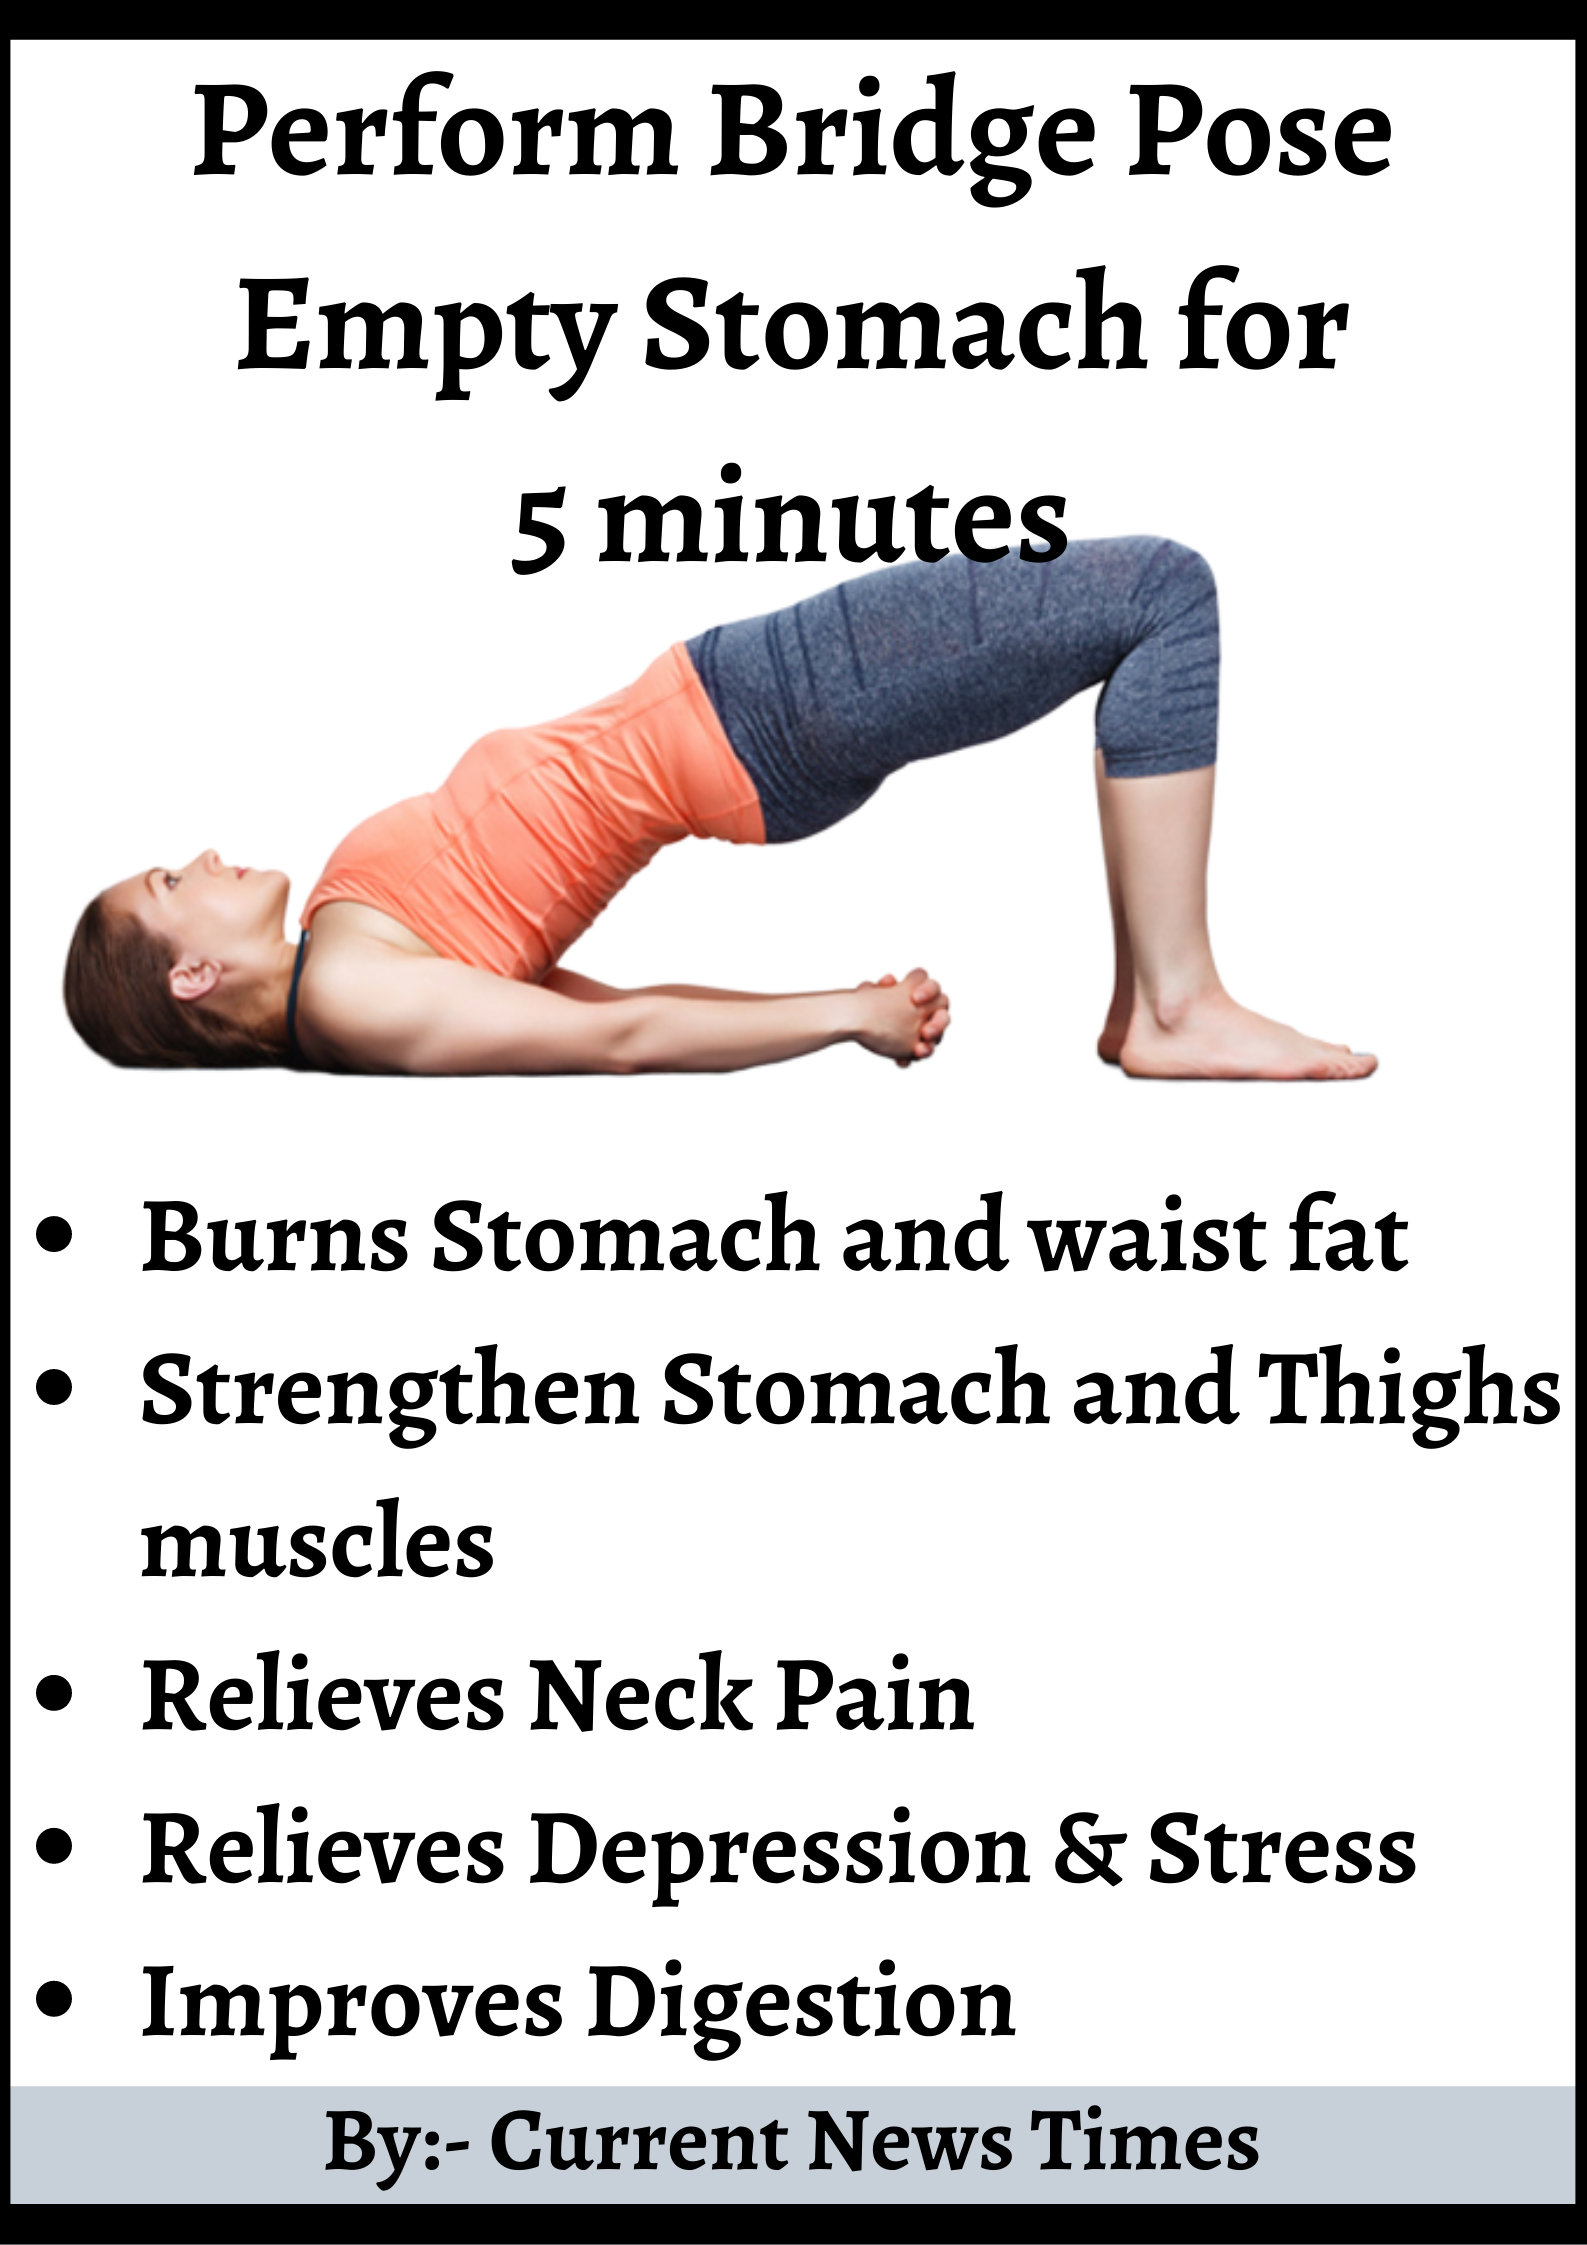 Perform Bridge Pose
Empty Stomach for
5 minutes
• Burns Stomach and waist fat
• Strengthen Stomach and Thighs
muscles
• Relieves Neck Pain
• Relieves Depression & Stress
• Improves Digestion
By:- Current News Times